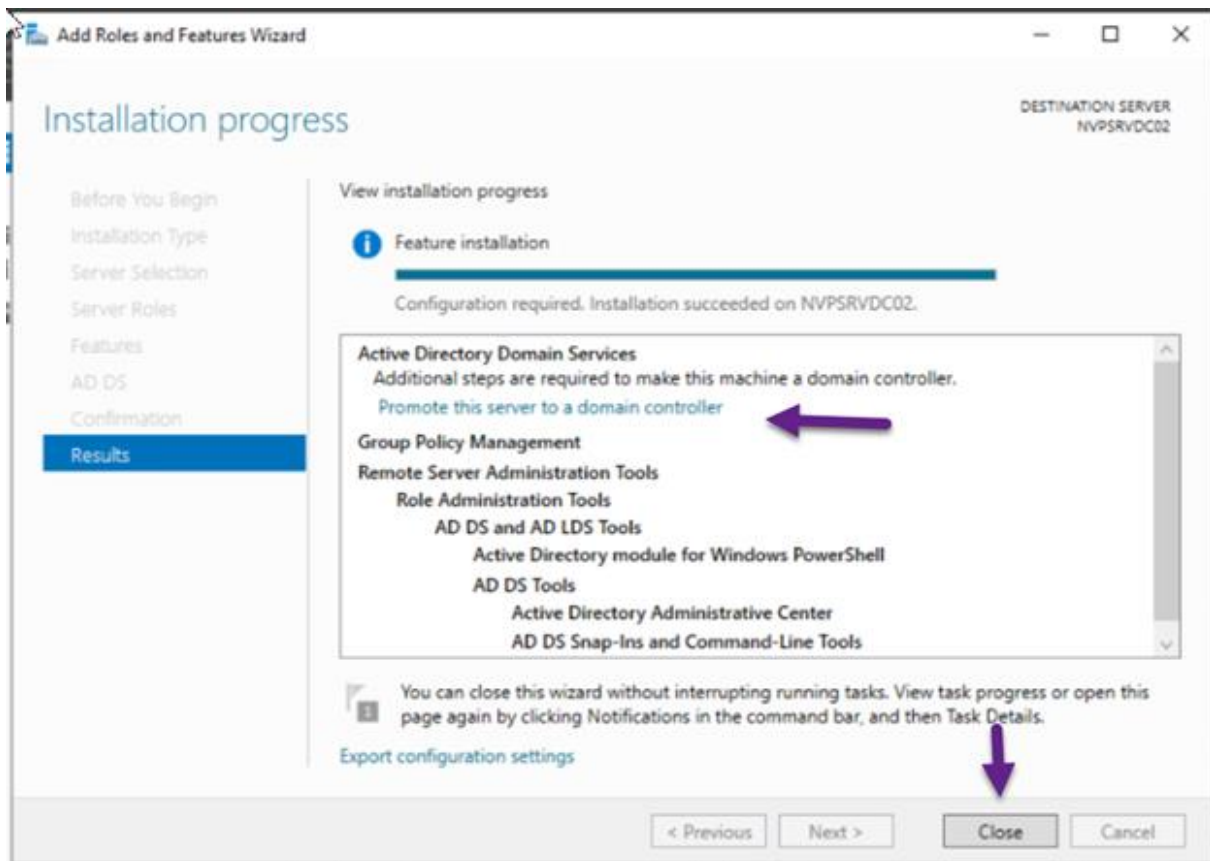 Add Roles and Features Wizard
Installation progress
DESTINATION SERVER
NVPSRVDC02
Before You Begin
Installation Type
Server Selection
Server Roles
Features
AD DS
Confirmation
Results
View installation progress
Feature installation
Configuration required. Installation succeeded on NVPSRVDC02.
Active Directory Domain Services
Additional steps are required to make this machine a domain controller.
Promote this server to a domain controller
Group Policy Management
Remote Server Administration Tools
Role Administration Tools
AD DS and AD LDS Tools
Active Directory module for Windows PowerShell
AD DS Tools
Active Directory Administrative Center
AD DS Snap-Ins and Command-Line Tools
You can close this wizard without interrupting running tasks. View task progress or open this
page again by clicking Notifications in the command bar, and then Task Details.
Export configuration settings
< Previous
Next >
Close
Cancel